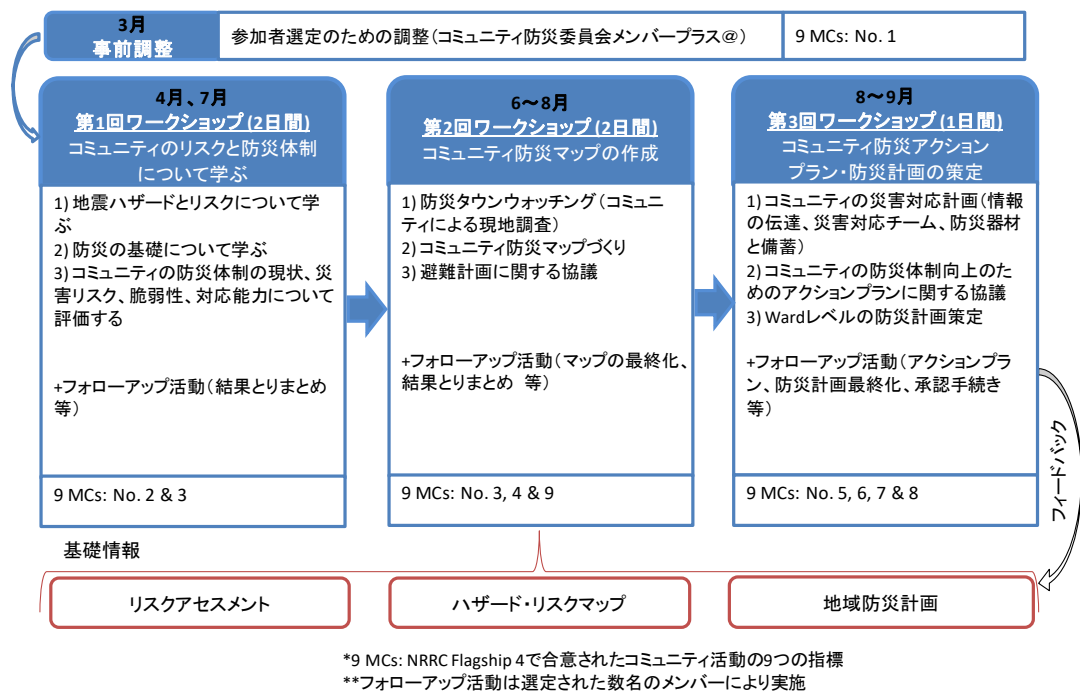 3月
事前調整
参加者選定のための調整（コミュニティ防災委員会メンバープラス@）
9 MCs: No. 1
4月、7月
第1回ワークショップ(2日間)
コミュニティのリスクと防災体制
について学ぶ
1) 地震ハザードとリスクについて学
ぶ
2) 防災の基礎について学ぶ
3) コミュニティの防災体制の現状、災
害リスク、脆弱性、対応能力について
評価する
+フォローアップ活動（結果とりまとめ
等）
9 MCs: No. 2 & 3
6～8月
第2回ワークショップ(2日間)
コミュニティ防災マップの作成
1) 防災タウンウォッチング（コミュニ
ティによる現地調査）
2) コミュニティ防災マップづくり
3) 避難計画に関する協議
+フォローアップ活動（マップの最終化、
結果とりまとめ 等）
9 MCs: No. 3, 4 & 9
8～9月
第3回ワークショップ(1日間)
コミュニティ防災アクション
プラン・防災計画の策定
1) コミュニティの災害対応計画（情報
の伝達、災害対応チーム、防災器材
と備蓄）
2) コミュニティの防災体制向上のた
めのアクションプランに関する協議
3) Wardレベルの防災計画策定
+フォローアップ活動（アクションプラ
ン、防災計画最終化、承認手続き
等）
9 MCs: No. 5, 6, 7 & 8
フィードバック
基礎情報
リスクアセスメント
ハザード・リスクマップ
地域防災計画
*9 MCs: NRRC Flagship 4で合意されたコミュニティ活動の9つの指標
**フォローアップ活動は選定された数名のメンバーにより実施